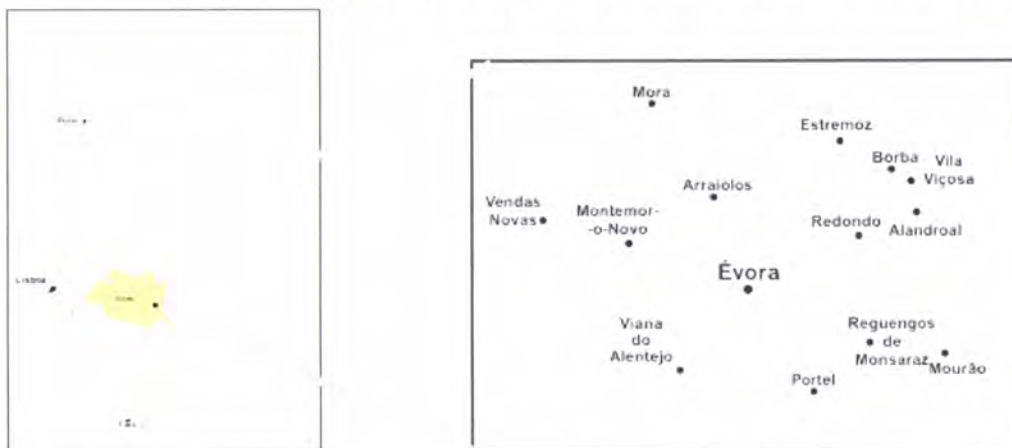 Lisboa
Mora
Estremoz
Borba
Vila
Viçosa
Arraiolos
Vendas
Novas
Montemor-
-o-Novo
Redondo
Alandroal
Évora
Viana
do
Alentejo
Reguengos
de
Monsaraz
Mourão
Portel